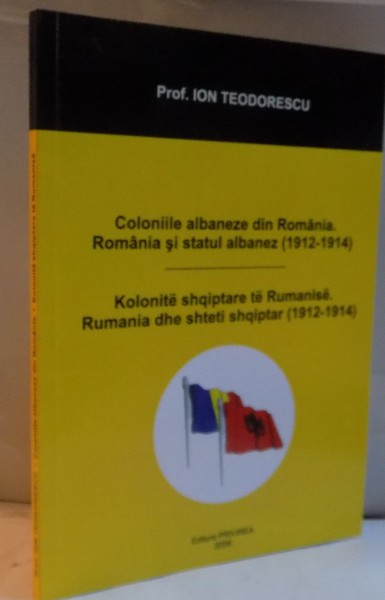 Prof. ION TEODORESCU
Coloniile albaneze din România.
România şi statul albanez (1912-1914)
Kolonitë shqiptare të Rumanisë.
Rumania dhe shteti shqiptar (1912-1914)
Editura